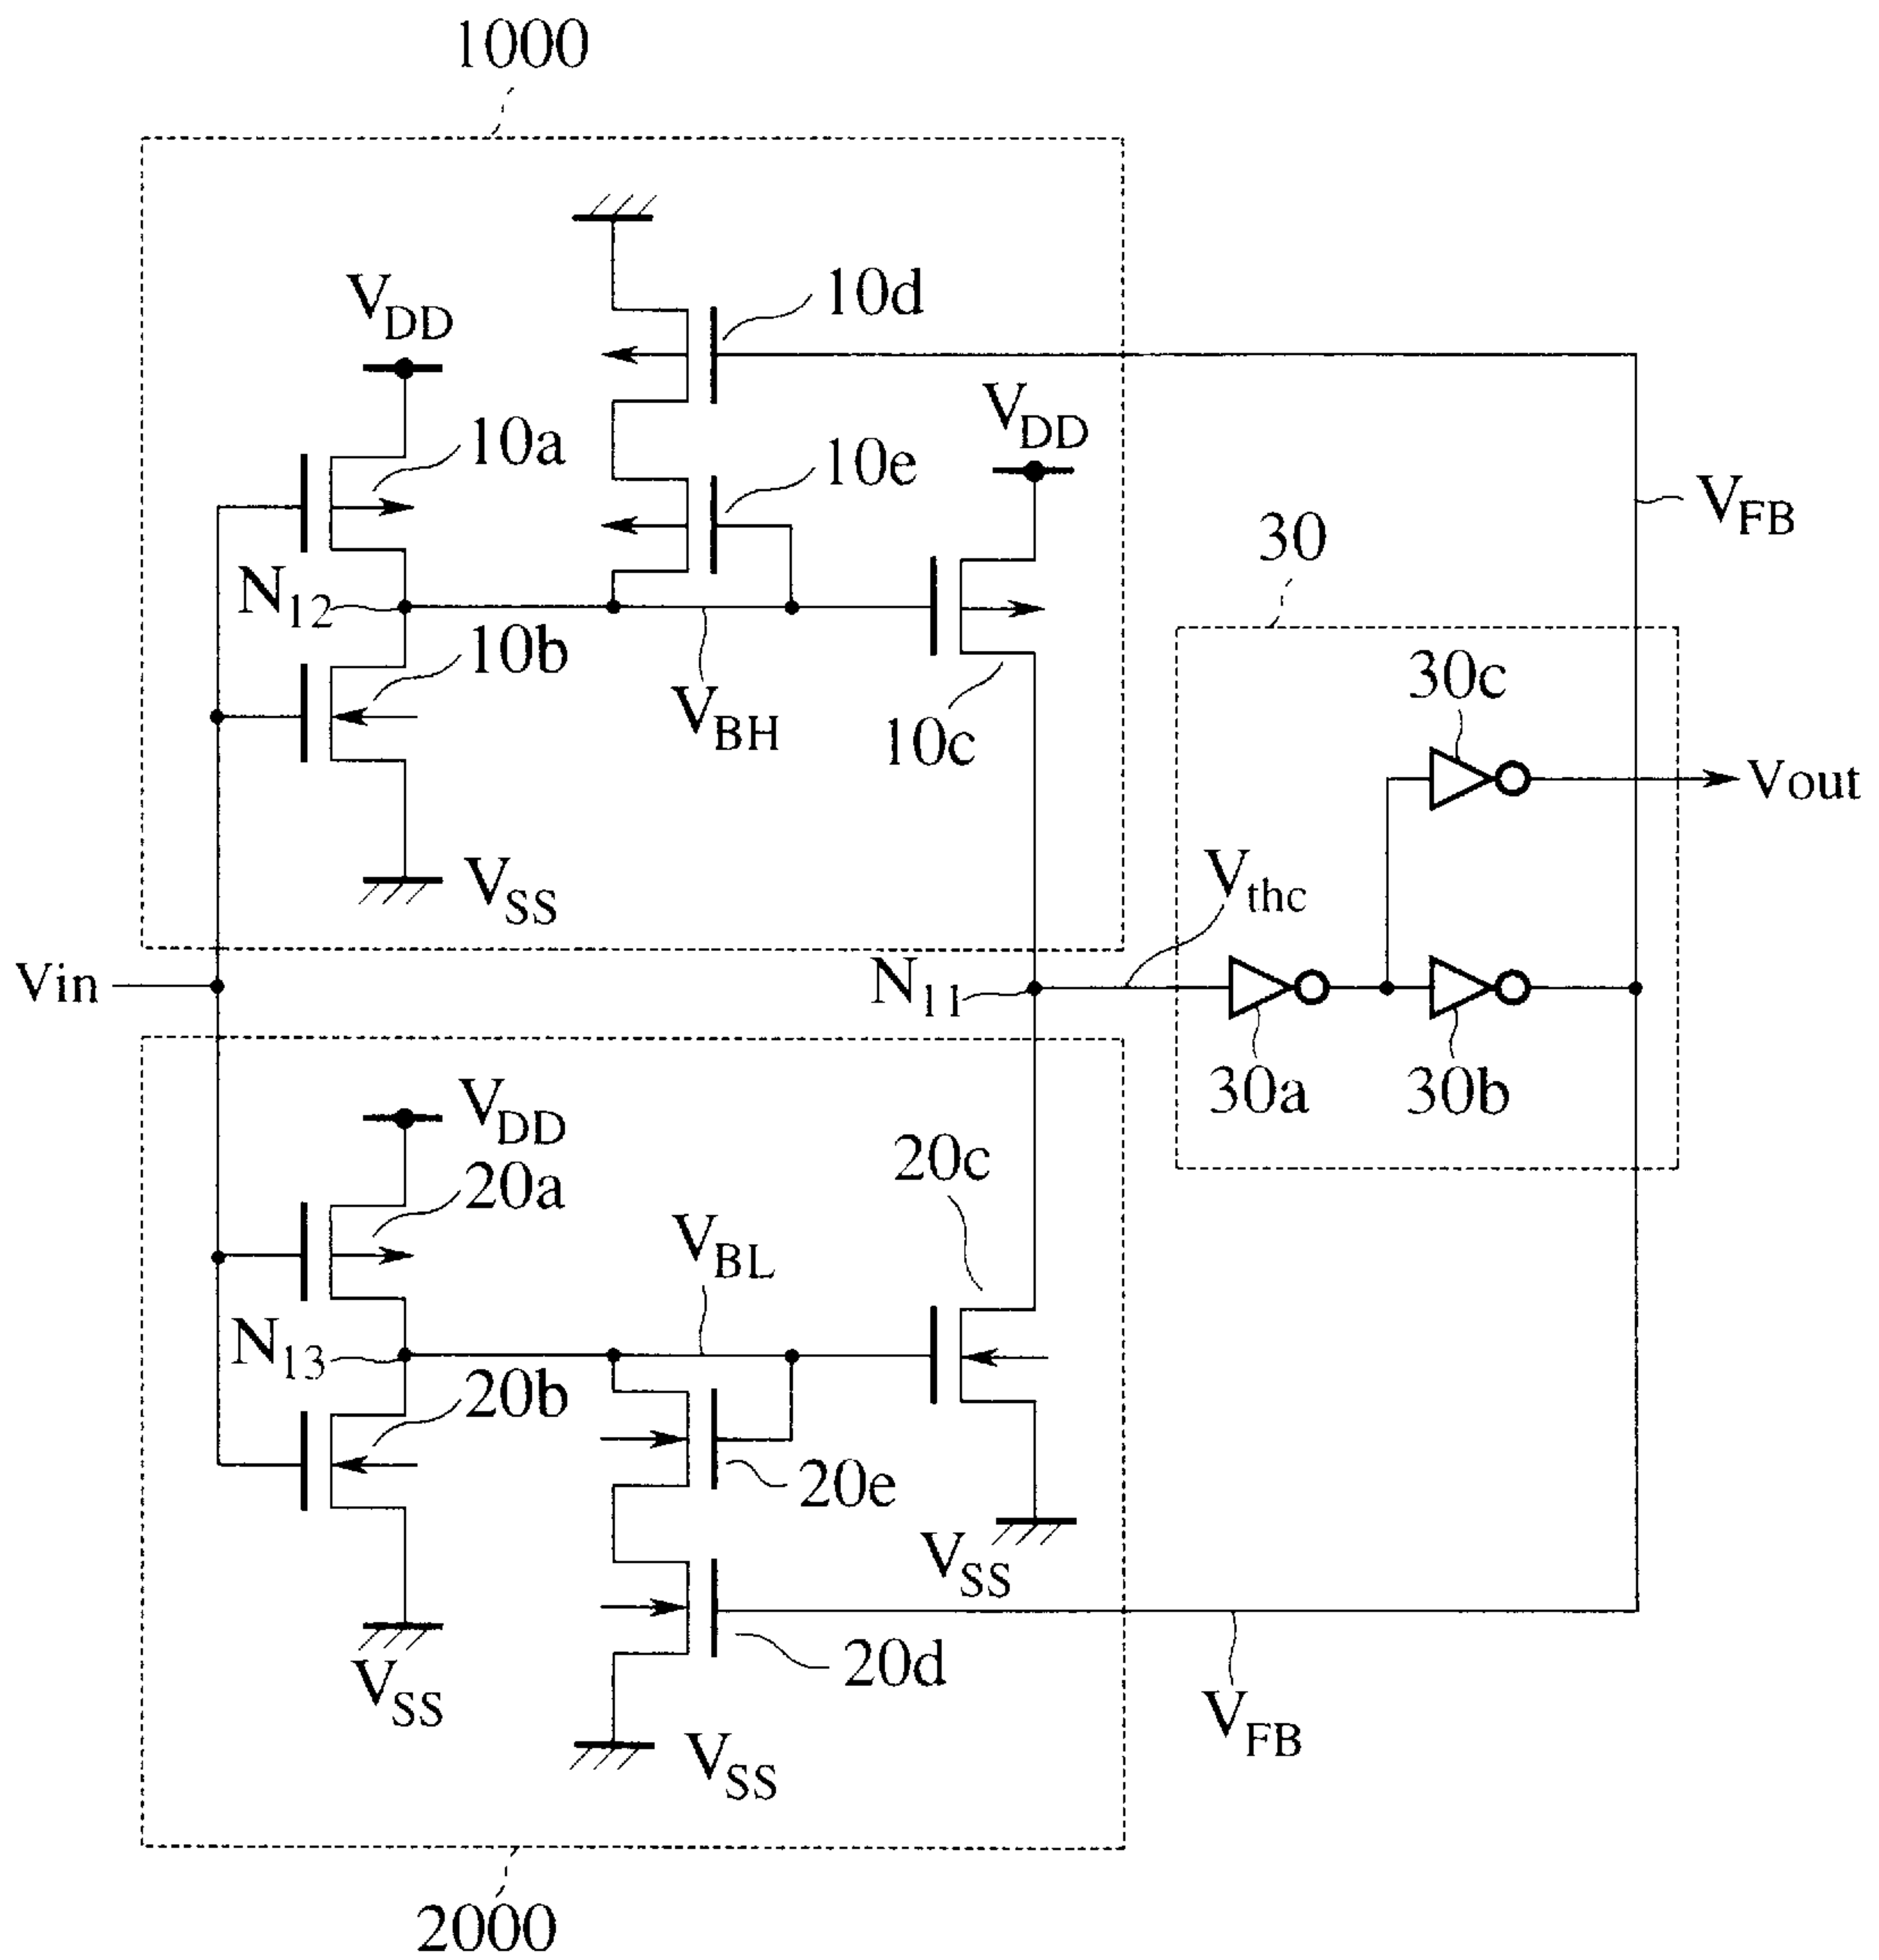 1000
VDD
10d
10a
VDD
10e
VFB
30
N12
10b
VBH
10c
30c
Vout
VSS
Vthc
Vin
N11
30a
30b
VDD
20a
20c
VBL
N13
20b
20e
VSS
20d
VSS
VFB
VSS
2000